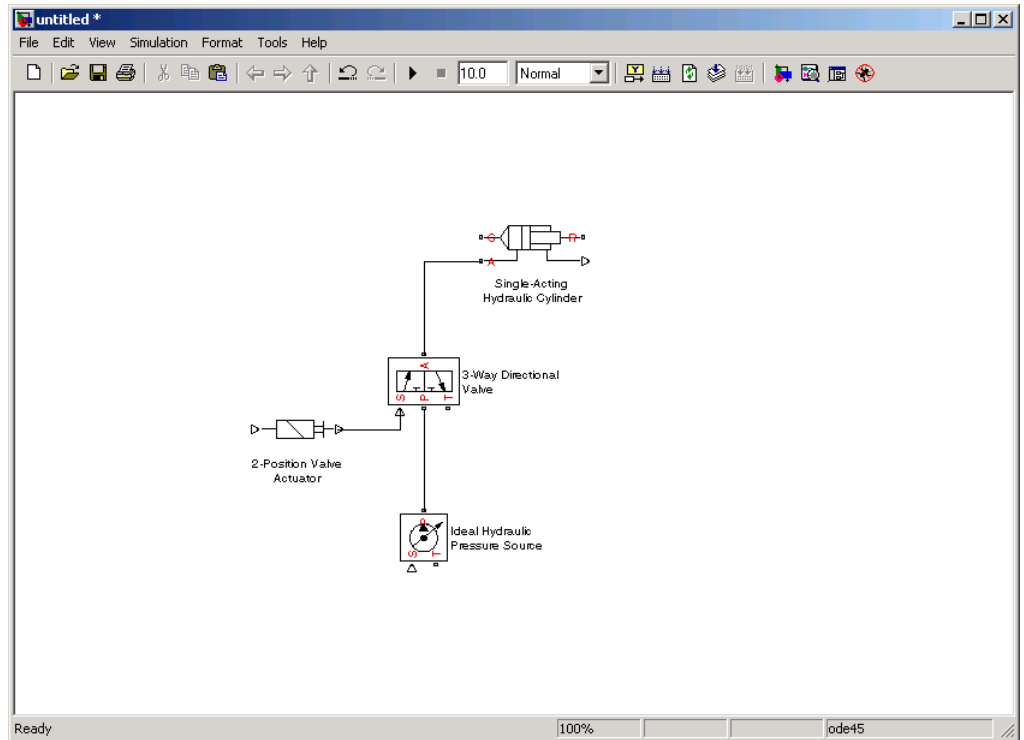 untitled *
File Edit View Simulation Format Tools Help
10.0 Normal
C R
A
Single-Acting
Hydraulic Cylinder
A
3-Way Directional
Valve
S P T
2-Position Valve
Actuator
P
Ideal Hydraulic
Pressure Source
S T
Ready 100% ode45